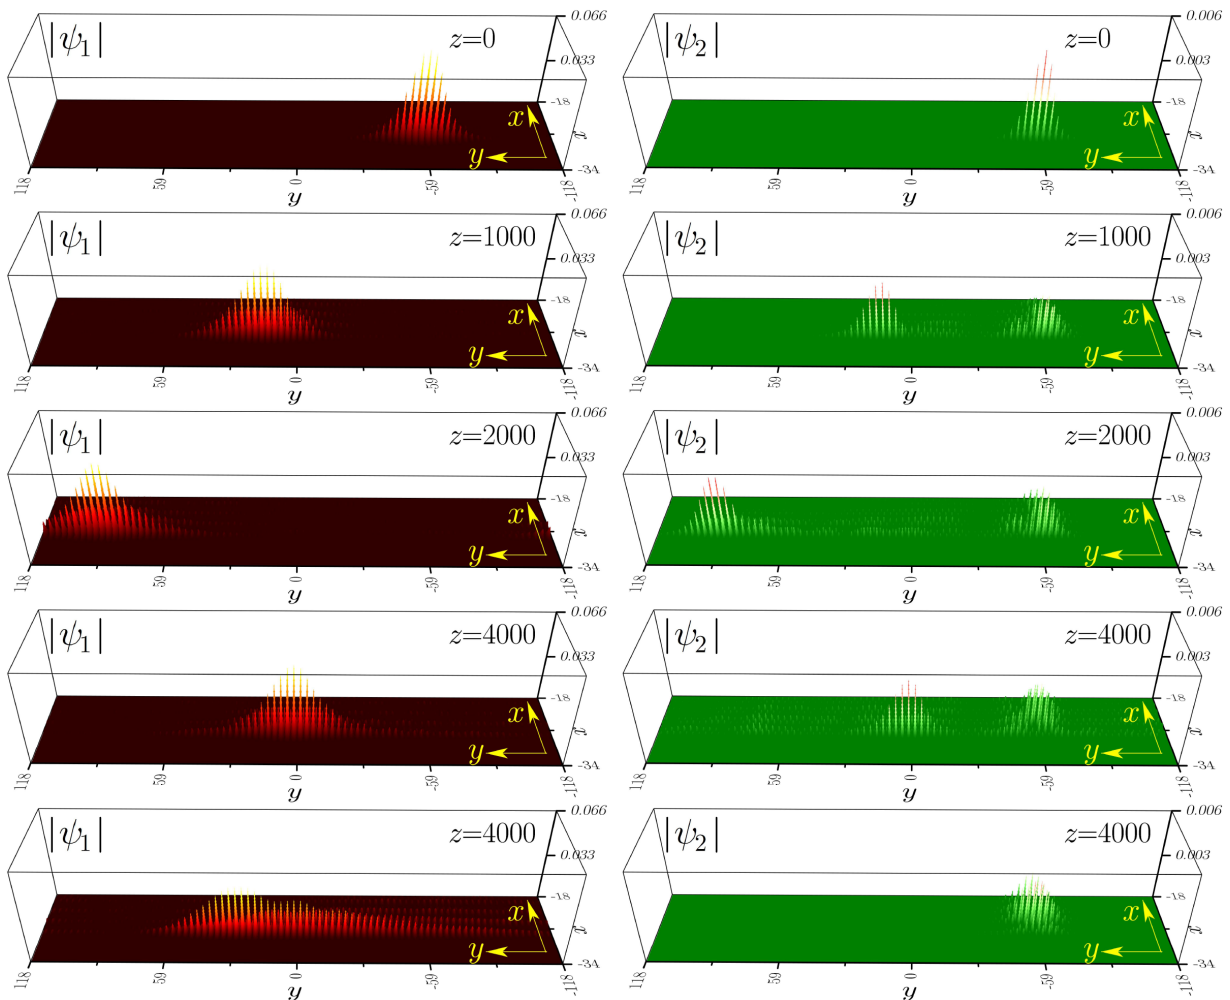 |ψ₁| z=0 0.066
0.033
x -18
y x
-34
118 59 0 -59 -118
y
|ψ₂| z=0 0.006
0.003
x -18
y x
-34
118 59 0 -59 -118
y
|ψ₁| z=1000 0.066
0.033
x -18
y x
-34
118 59 0 -59 -118
y
|ψ₂| z=1000 0.006
0.003
x -18
y x
-34
118 59 0 -59 -118
y
|ψ₁| z=2000 0.066
0.033
x -18
y x
-34
118 59 0 -59 -118
y
|ψ₂| z=2000 0.006
0.003
x -18
y x
-34
118 59 0 -59 -118
y
|ψ₁| z=4000 0.066
0.033
x -18
y x
-34
118 59 0 -59 -118
y
|ψ₂| z=4000 0.006
0.003
x -18
y x
-34
118 59 0 -59 -118
y
|ψ₁| z=4000 0.066
0.033
x -18
y x
-34
118 59 0 -59 -118
y
|ψ₂| z=4000 0.006
0.003
x -18
y x
-34
118 59 0 -59 -118
y